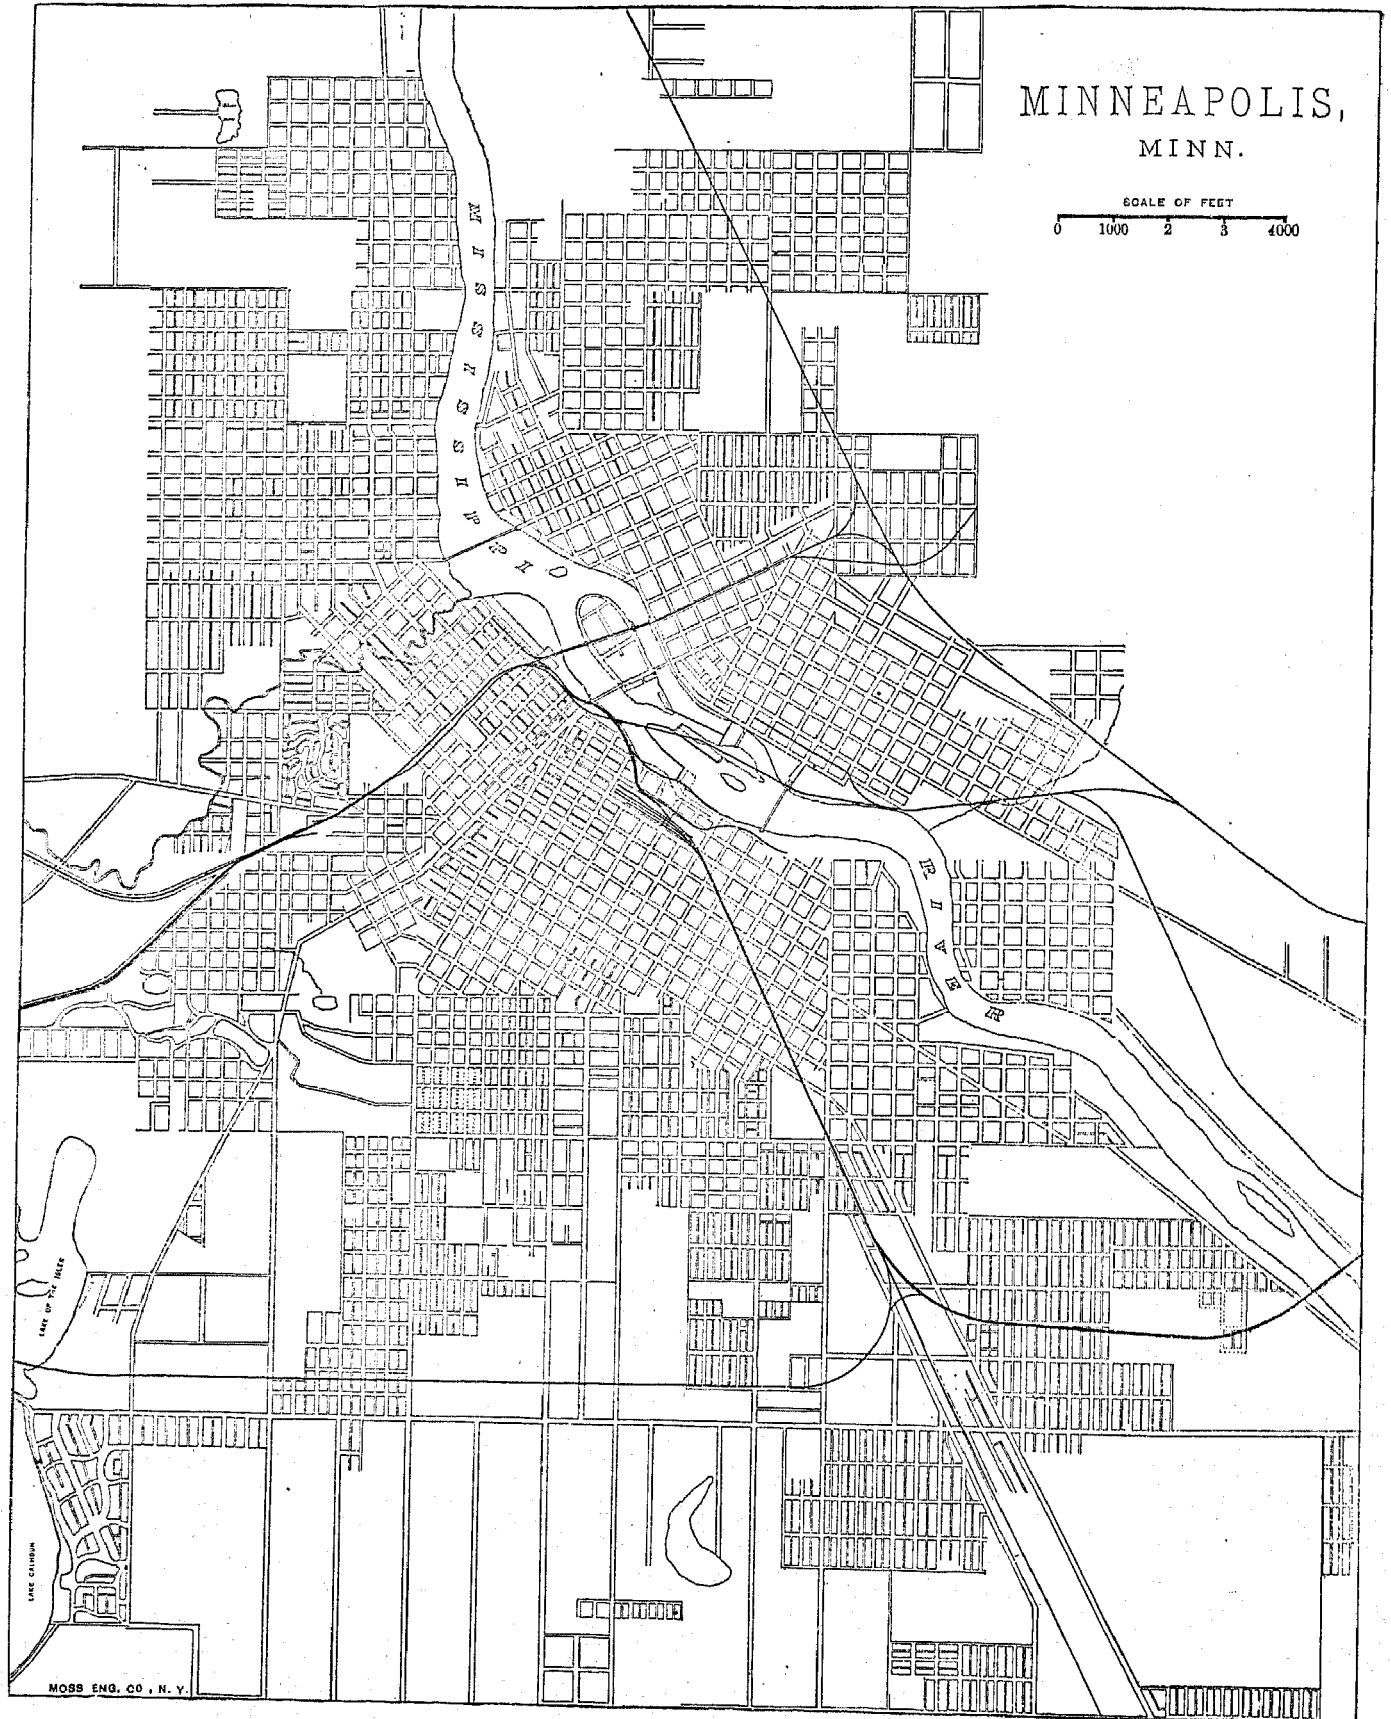 MINNEAPOLIS,
MINN.
SCALE OF FEET
0 1000 2 3 4000
MISSISSIPPI
RIVER
LAKE OF THE ISLES
LAKE CALHOUN
MOSS ENG. CO., N. Y.